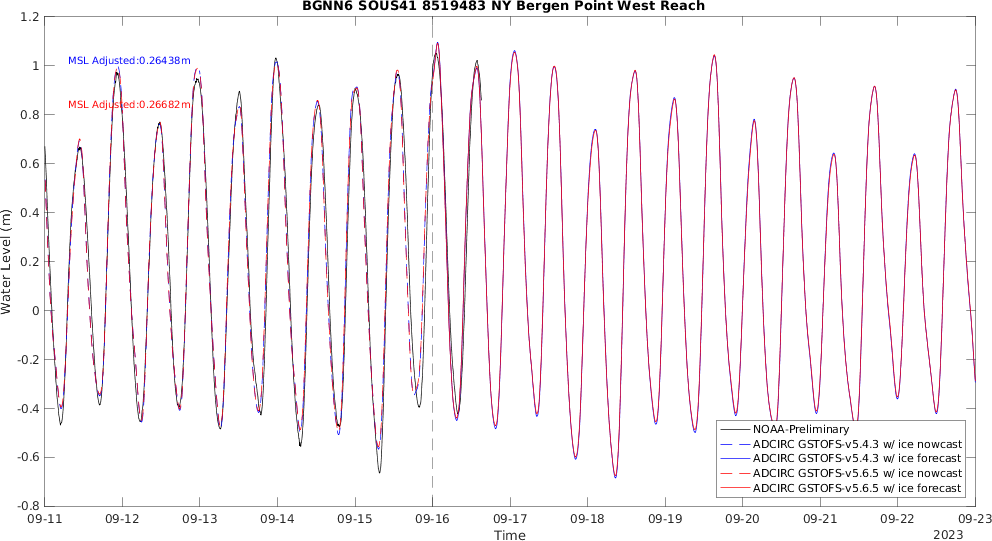 BGNN6 SOUS41 8519483 NY Bergen Point West Reach
1.2
1
0.8
0.6
0.4
0.2
0
-0.2
-0.4
-0.6
-0.8
Water Level (m)
MSL Adjusted:0.26438m
MSL Adjusted:0.26682m
NOAA-Preliminary
ADCIRC GSTOFS-v5.4.3 w/ ice nowcast
ADCIRC GSTOFS-v5.4.3 w/ ice forecast
ADCIRC GSTOFS-v5.6.5 w/ ice nowcast
ADCIRC GSTOFS-v5.6.5 w/ ice forecast
09-11 09-12 09-13 09-14 09-15 09-16 09-17 09-18 09-19 09-20 09-21 09-22 09-23
Time
2023